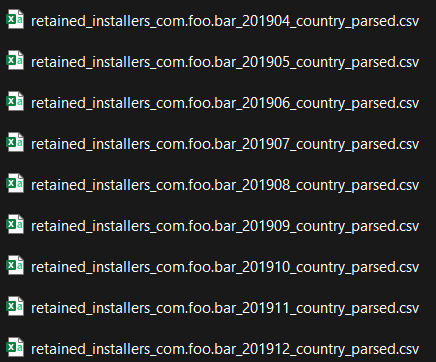 retained_installers_com.foo.bar_201904_country_parsed.csv
retained_installers_com.foo.bar_201905_country_parsed.csv
retained_installers_com.foo.bar_201906_country_parsed.csv
retained_installers_com.foo.bar_201907_country_parsed.csv
retained_installers_com.foo.bar_201908_country_parsed.csv
retained_installers_com.foo.bar_201909_country_parsed.csv
retained_installers_com.foo.bar_201910_country_parsed.csv
retained_installers_com.foo.bar_201911_country_parsed.csv
retained_installers_com.foo.bar_201912_country_parsed.csv